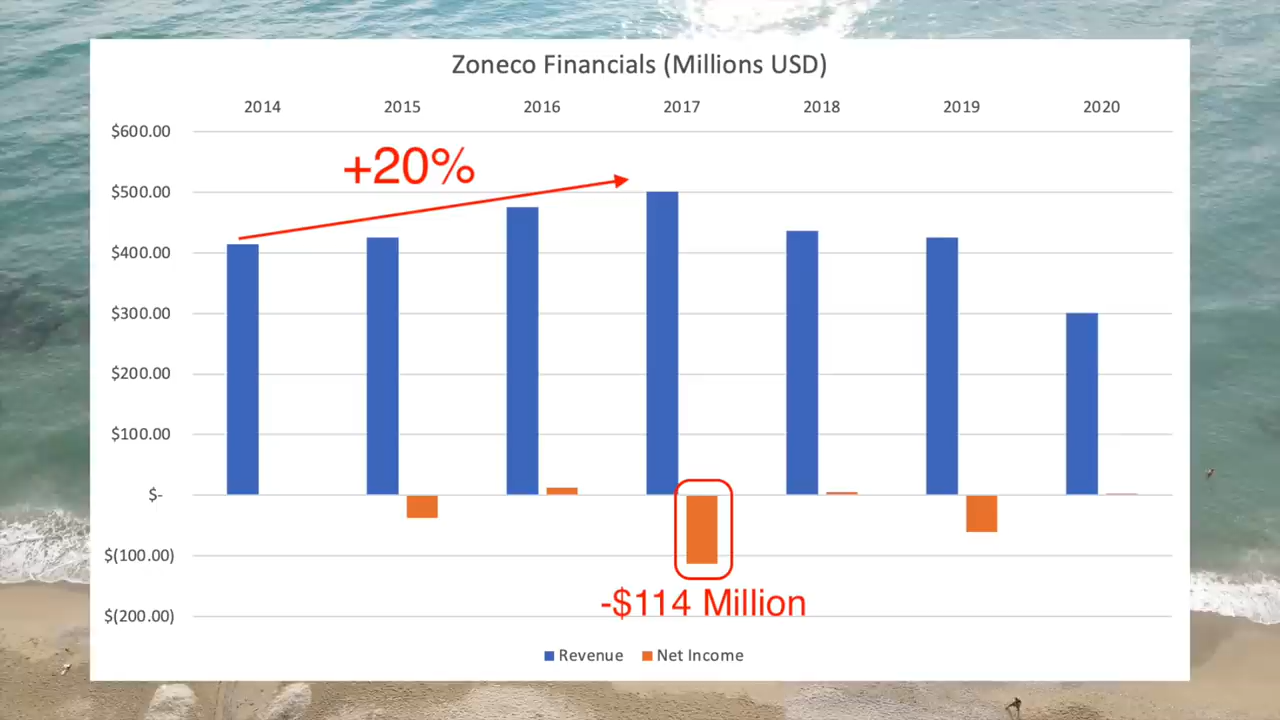 Zoneco Financials (Millions USD)
2014 2015 2016 2017 2018 2019 2020
$600.00
+20%
$500.00
$400.00
$300.00
$200.00
$100.00
$-
$(100.00)
-$114 Million
$(200.00)
Revenue Net Income